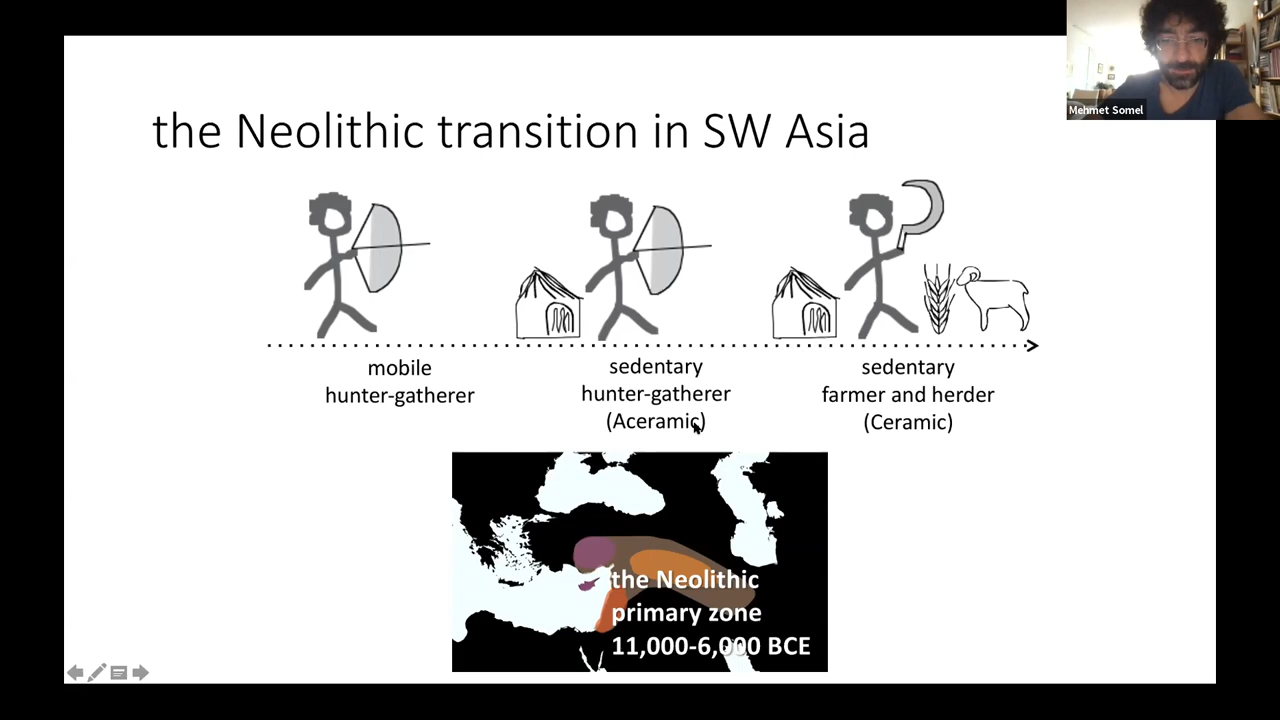 Mehmet Somel
the Neolithic transition in SW Asia
mobile
hunter-gatherer
sedentary
hunter-gatherer
(Aceramic)
sedentary
farmer and herder
(Ceramic)
the Neolithic
primary zone
11,000-6,000 BCE